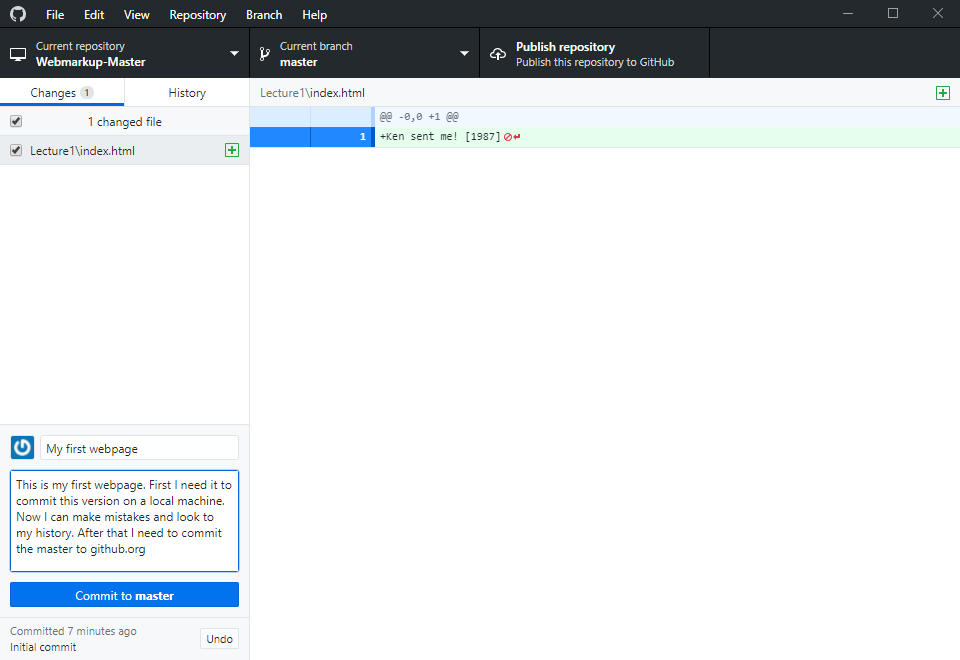 File Edit View Repository Branch Help
Current repository
Webmarkup-Master
Current branch
master
Publish repository
Publish this repository to GitHub
Changes 1 History
Lecture1\index.html
1 changed file
@@ -0,0 +1 @@
Lecture1\index.html
1 +Ken sent me! [1987]
My first webpage
This is my first webpage. First I need it to
commit this version on a local machine.
Now I can make mistakes and look to
my history. After that I need to commit
the master to github.org
Commit to master
Committed 7 minutes ago
Initial commit
Undo